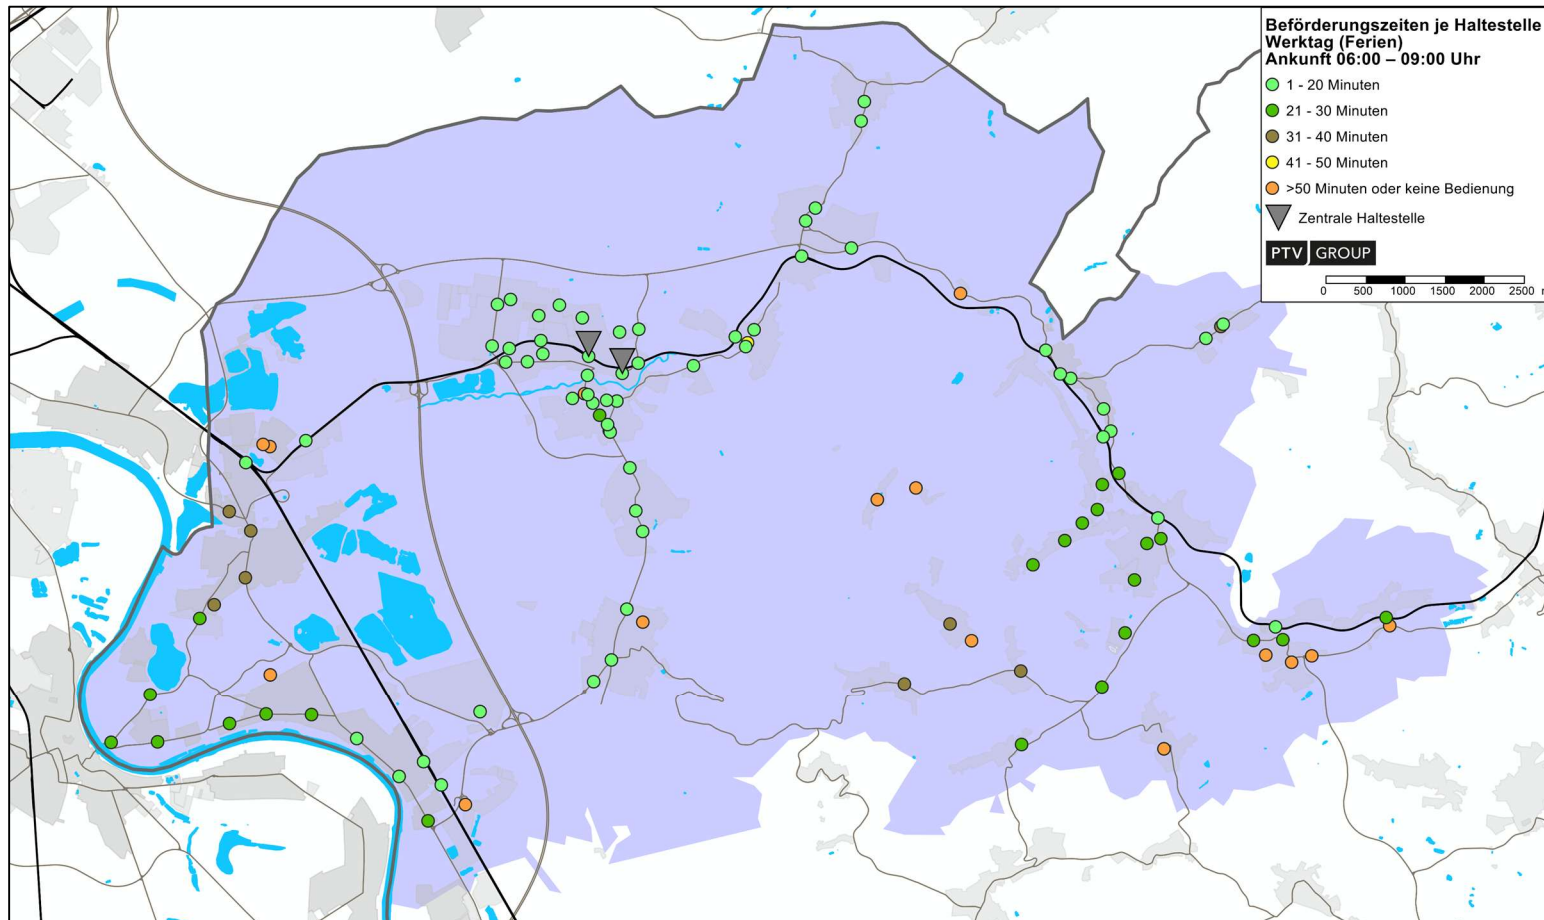 Beförderungszeiten je Haltestelle
Werktag (Ferien)
Ankunft 06:00 – 09:00 Uhr
1 - 20 Minuten
21 - 30 Minuten
31 - 40 Minuten
41 - 50 Minuten
>50 Minuten oder keine Bedienung
Zentrale Haltestelle
PTV GROUP
0 500 1000 1500 2000 2500 m